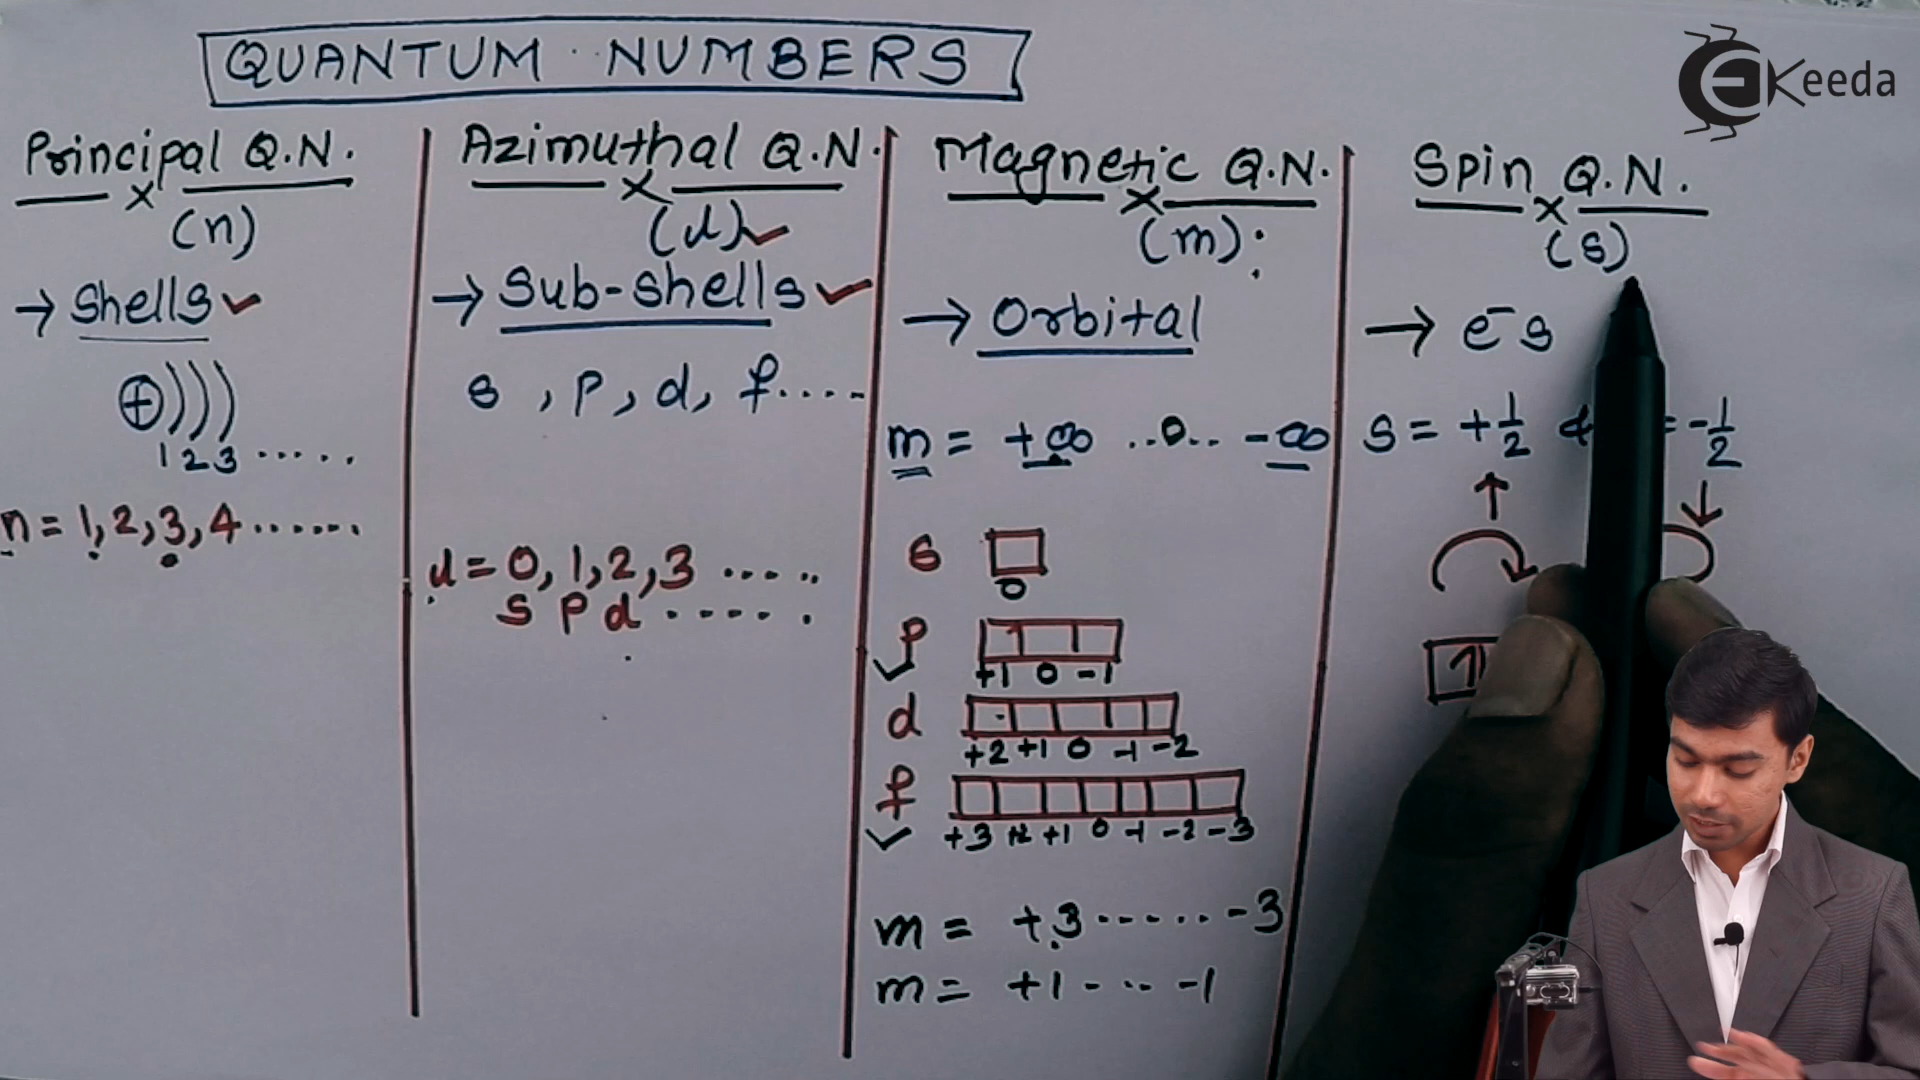 QUANTUM NUMBERS
eKeeda
Principal Q.N.
(n)
→ Shells ✓
⊕ ) ) )
1 2 3 .....
n = 1, 2, 3, 4 ......
Azimuthal Q.N.
(l) ✓
→ Sub-shells ✓
s , p , d , f ....
l = 0, 1, 2, 3 .....
s p d ......
Magnetic Q.N.
(m):
→ Orbital
m = +∞ ..0.. -∞
s
0
p
+1 0 -1
d
+2 +1 0 -1 -2
f
+3 +2 +1 0 -1 -2 -3
m = +3 ...... -3
m = +1 .... -1
Spin Q.N.
(s)
→ e⁻s
s = +1/2 & = -1/2
↑ ↓
1